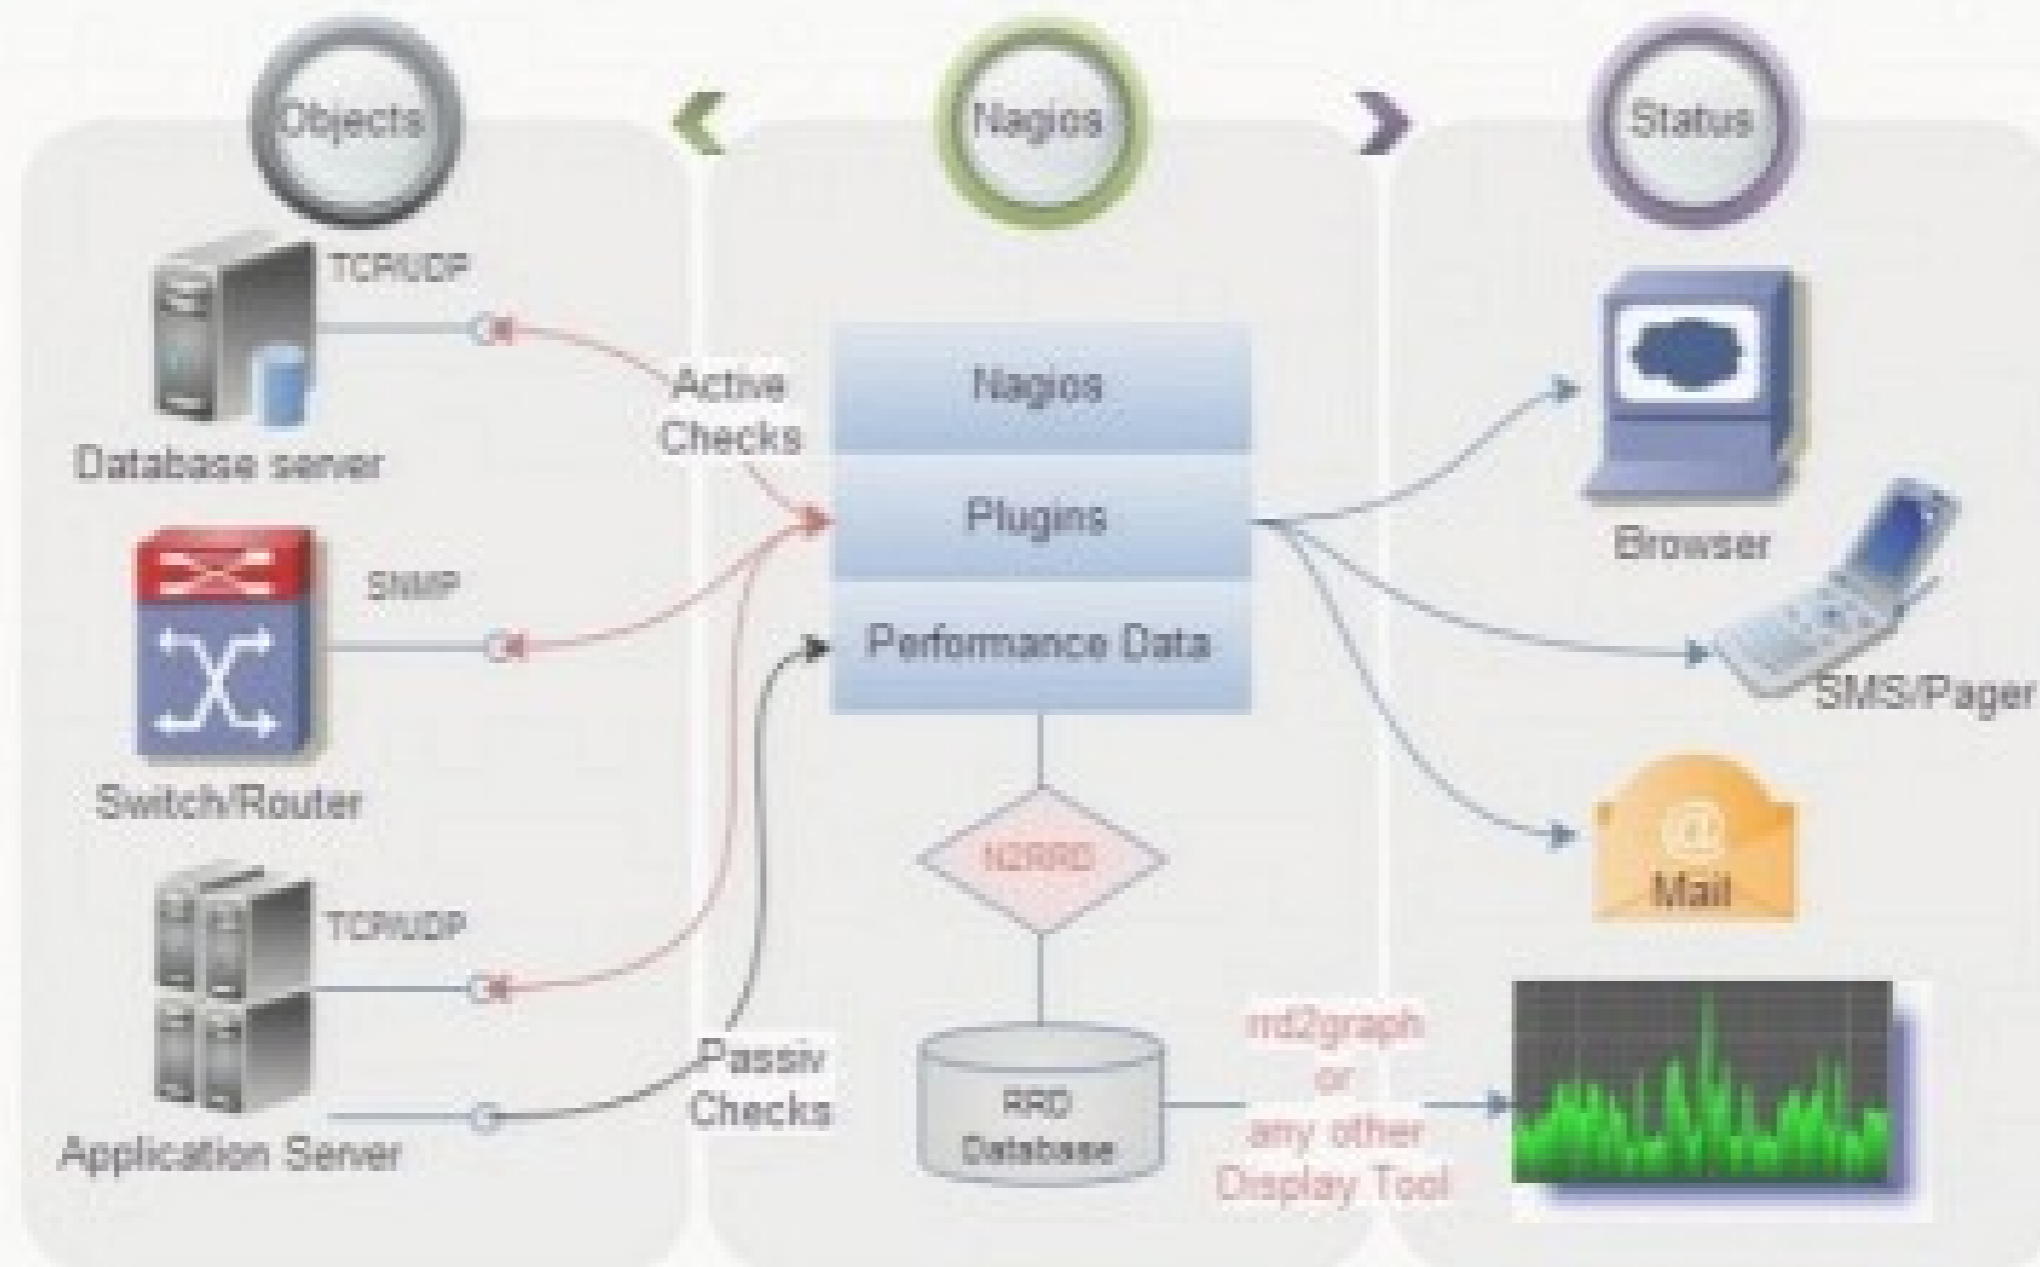 Objects
Nagios
Status
TCP/UDP
Database server
Active
Checks
SNMP
Switch/Router
TCP/UDP
Application Server
Passiv
Checks
Nagios
Plugins
Performance Data
N2RRD
RRD
Database
rrd2graph
or
any other
Display Tool
Browser
SMS/Pager
@
Mail